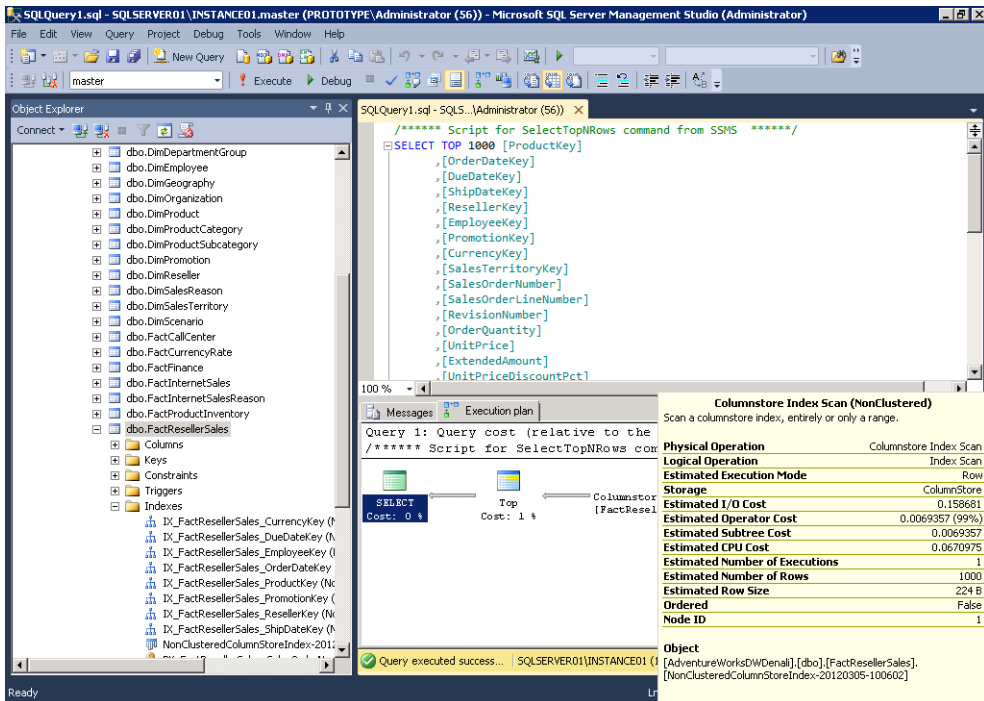 SQLQuery1.sql - SQLSERVER01\INSTANCE01.master (PROTOTYPE\Administrator (56)) - Microsoft SQL Server Management Studio (Administrator)
File Edit View Query Project Debug Tools Window Help
New Query
master Execute Debug
Object Explorer
Connect
dbo.DimDepartmentGroup
dbo.DimEmployee
dbo.DimGeography
dbo.DimOrganization
dbo.DimProduct
dbo.DimProductCategory
dbo.DimProductSubcategory
dbo.DimPromotion
dbo.DimReseller
dbo.DimSalesReason
dbo.DimSalesTerritory
dbo.DimScenario
dbo.FactCallCenter
dbo.FactCurrencyRate
dbo.FactFinance
dbo.FactInternetSales
dbo.FactInternetSalesReason
dbo.FactProductInventory
dbo.FactResellerSales
Columns
Keys
Constraints
Triggers
Indexes
IX_FactResellerSales_CurrencyKey (N
IX_FactResellerSales_DueDateKey (N
IX_FactResellerSales_EmployeeKey (
IX_FactResellerSales_OrderDateKey
IX_FactResellerSales_ProductKey (No
IX_FactResellerSales_PromotionKey (
IX_FactResellerSales_ResellerKey (No
IX_FactResellerSales_ShipDateKey (N
NonClusteredColumnStoreIndex-2012
SQLQuery1.sql - SQLS...\Administrator (56))
/****** Script for SelectTopNRows command from SSMS ******/
SELECT TOP 1000 [ProductKey]
,[OrderDateKey]
,[DueDateKey]
,[ShipDateKey]
,[ResellerKey]
,[EmployeeKey]
,[PromotionKey]
,[CurrencyKey]
,[SalesTerritoryKey]
,[SalesOrderNumber]
,[SalesOrderLineNumber]
,[RevisionNumber]
,[OrderQuantity]
,[UnitPrice]
,[ExtendedAmount]
,[UnitPriceDiscountPct]
100 %
Messages Execution plan
Query 1: Query cost (relative to the
/****** Script for SelectTopNRows com
SELECT
Cost: 0 %
Top
Cost: 1 %
Columnstor
[FactResel
Columnstore Index Scan (NonClustered)
Scan a columnstore index, entirely or only a range.
Physical Operation Columnstore Index Scan
Logical Operation Index Scan
Estimated Execution Mode Row
Storage ColumnStore
Estimated I/O Cost 0.158681
Estimated Operator Cost 0.0069357 (99%)
Estimated Subtree Cost 0.0069357
Estimated CPU Cost 0.0670975
Estimated Number of Executions 1
Estimated Number of Rows 1000
Estimated Row Size 224 B
Ordered False
Node ID 1
Object
[AdventureWorksDWDenali].[dbo].[FactResellerSales].
[NonClusteredColumnStoreIndex-20120305-100602]
Query executed success... SQLSERVER01\INSTANCE01 (1
Ready Ln